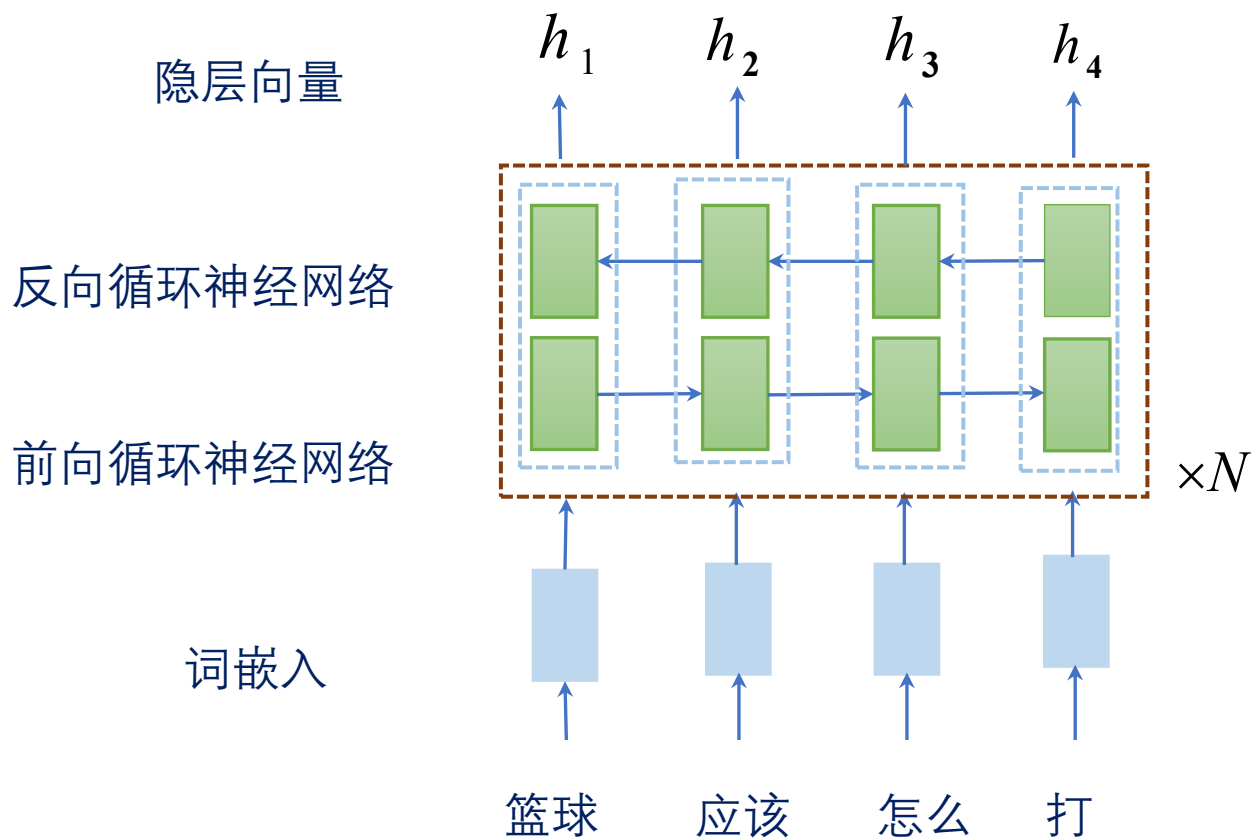 隐层向量
h1 h2 h3 h4
反向循环神经网络
前向循环神经网络
×N
词嵌入
篮球 应该 怎么 打